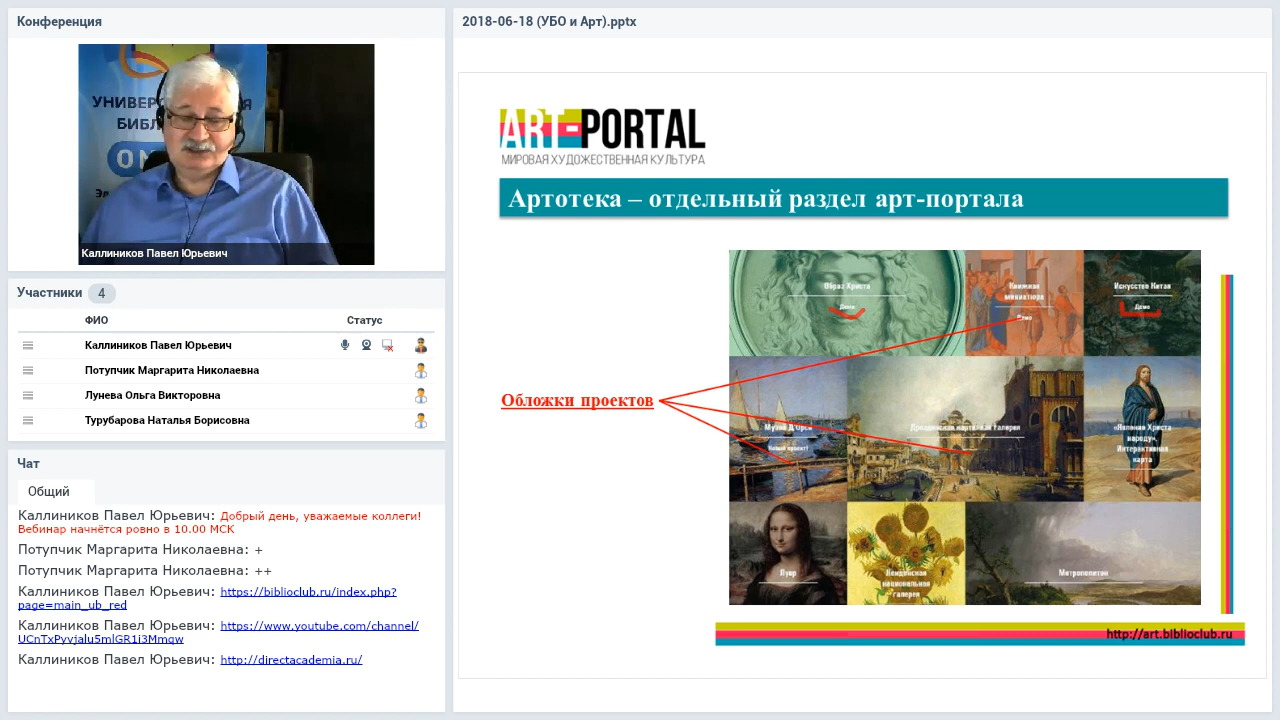 Конференция
УНИВЕР
БИБЛ
Каллиников Павел Юрьевич
Участники 4
ФИО Статус
Каллиников Павел Юрьевич
Потупчик Маргарита Николаевна
Лунева Ольга Викторовна
Турубарова Наталья Борисовна
Чат
Общий
Каллиников Павел Юрьевич: Добрый день, уважаемые коллеги!
Вебинар начнётся ровно в 10.00 МСК
Потупчик Маргарита Николаевна: +
Потупчик Маргарита Николаевна: ++
Каллиников Павел Юрьевич: https://biblioclub.ru/index.php?
page=main_ub_red
Каллиников Павел Юрьевич: https://www.youtube.com/channel/
UCnTxPyvjalu5mlGR1i3Mmqw
Каллиников Павел Юрьевич: http://directacademia.ru/
2018-06-18 (УБО и Арт).pptx
ART-PORTAL
МИРОВАЯ ХУДОЖЕСТВЕННАЯ КУЛЬТУРА
Артотека – отдельный раздел арт-портала
Образ Христа
Демо
Книжная
миниатюра
Демо
Искусство Китая
Демо
Обложки проектов
Музей Д'Орсе
Новый проект!
Дрезденская картинная галерея
«Явление Христа
народу».
Интерактивная
карта
Лувр
Лондонская
национальная
галерея
Метрополитен
http://art.biblioclub.ru